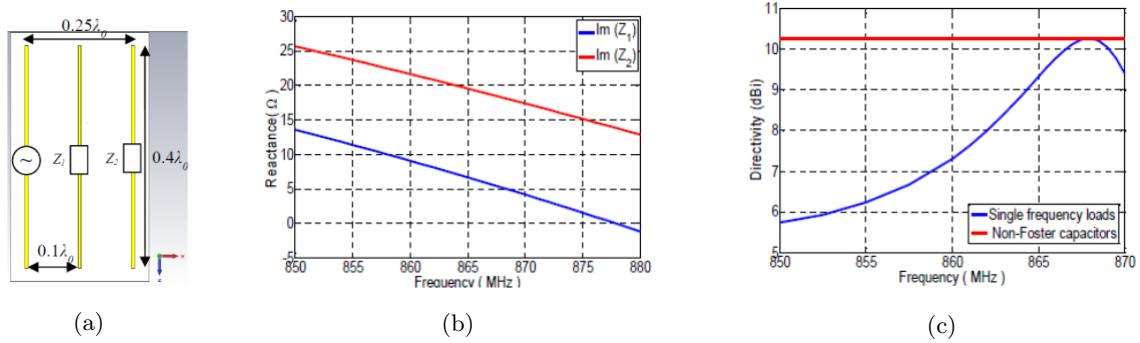 0.25λ0
~
Z1
Z2
0.4λ0
0.1λ0
x
z
(a)
30
25
20
15
10
5
0
-5
850
855
860
865
870
875
880
Reactance(Ω)
Frequency ( MHz)
Im (Z1)
Im (Z2)
(b)
11
10
9
8
7
6
5
850
855
860
865
870
Directivity (dBi)
Frequency ( MHz )
Single frequency loads
Non-Foster capacitors
(c)